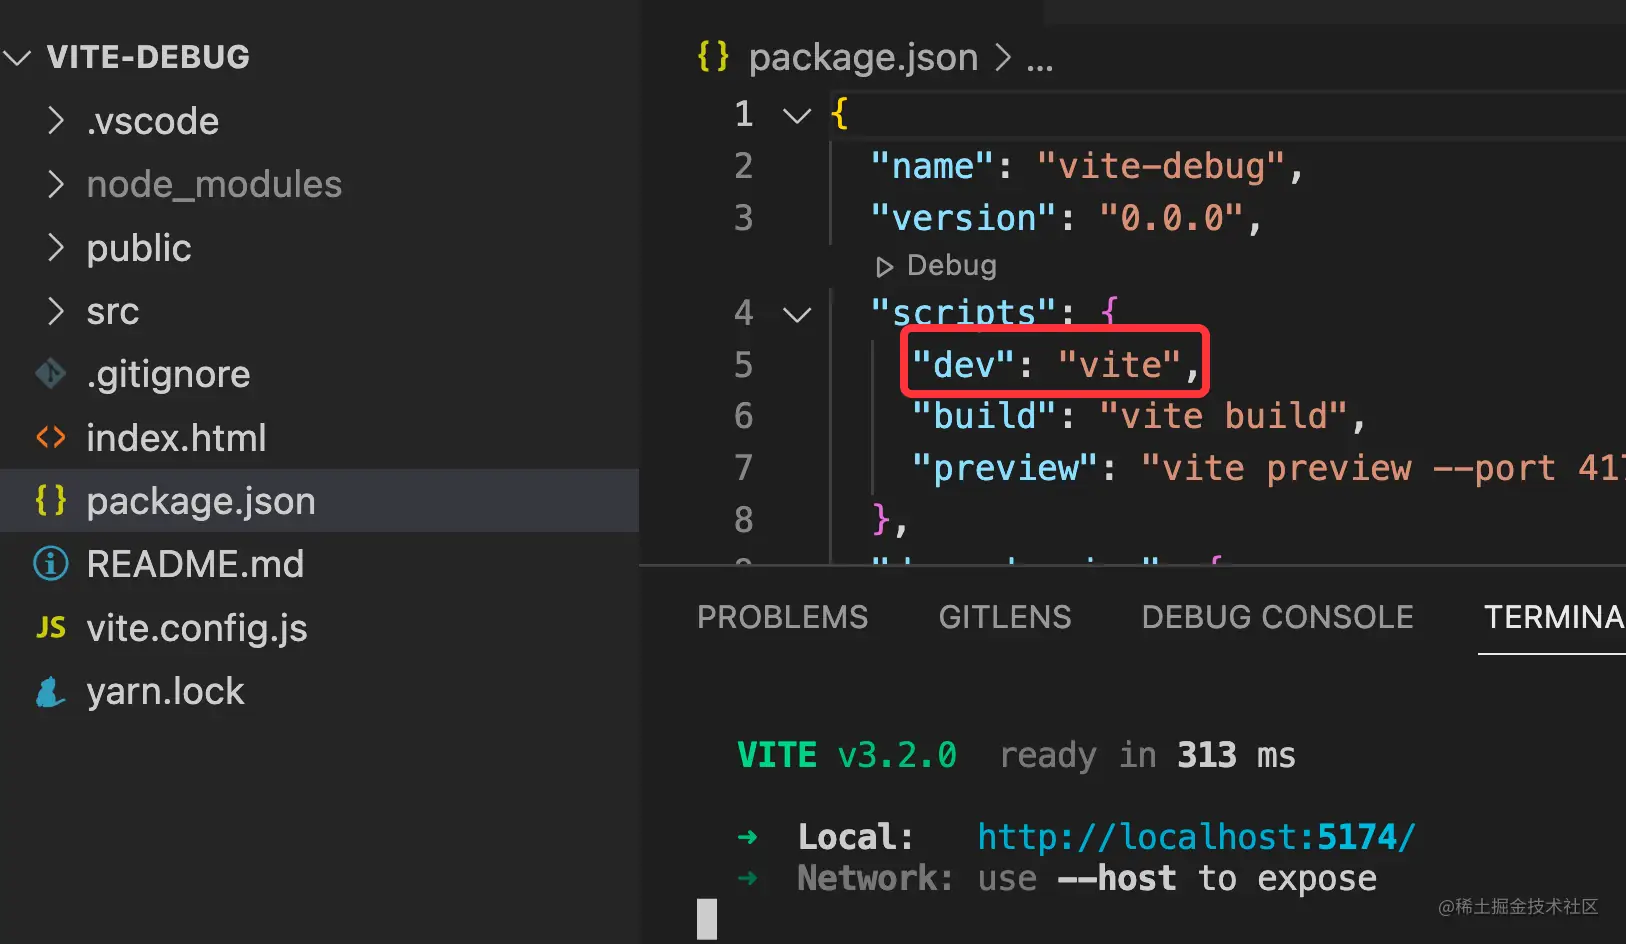 VITE-DEBUG
.vscode
node_modules
public
src
.gitignore
index.html
package.json
README.md
JS vite.config.js
yarn.lock
{} package.json > ...
1 {
2 "name": "vite-debug",
3 "version": "0.0.0",
Debug
4 "scripts": {
5 "dev": "vite",
6 "build": "vite build",
7 "preview": "vite preview --port 417
8 },
PROBLEMS GITLENS DEBUG CONSOLE TERMINA
VITE v3.2.0 ready in 313 ms
➜ Local: http://localhost:5174/
➜ Network: use --host to expose
@稀土掘金技术社区